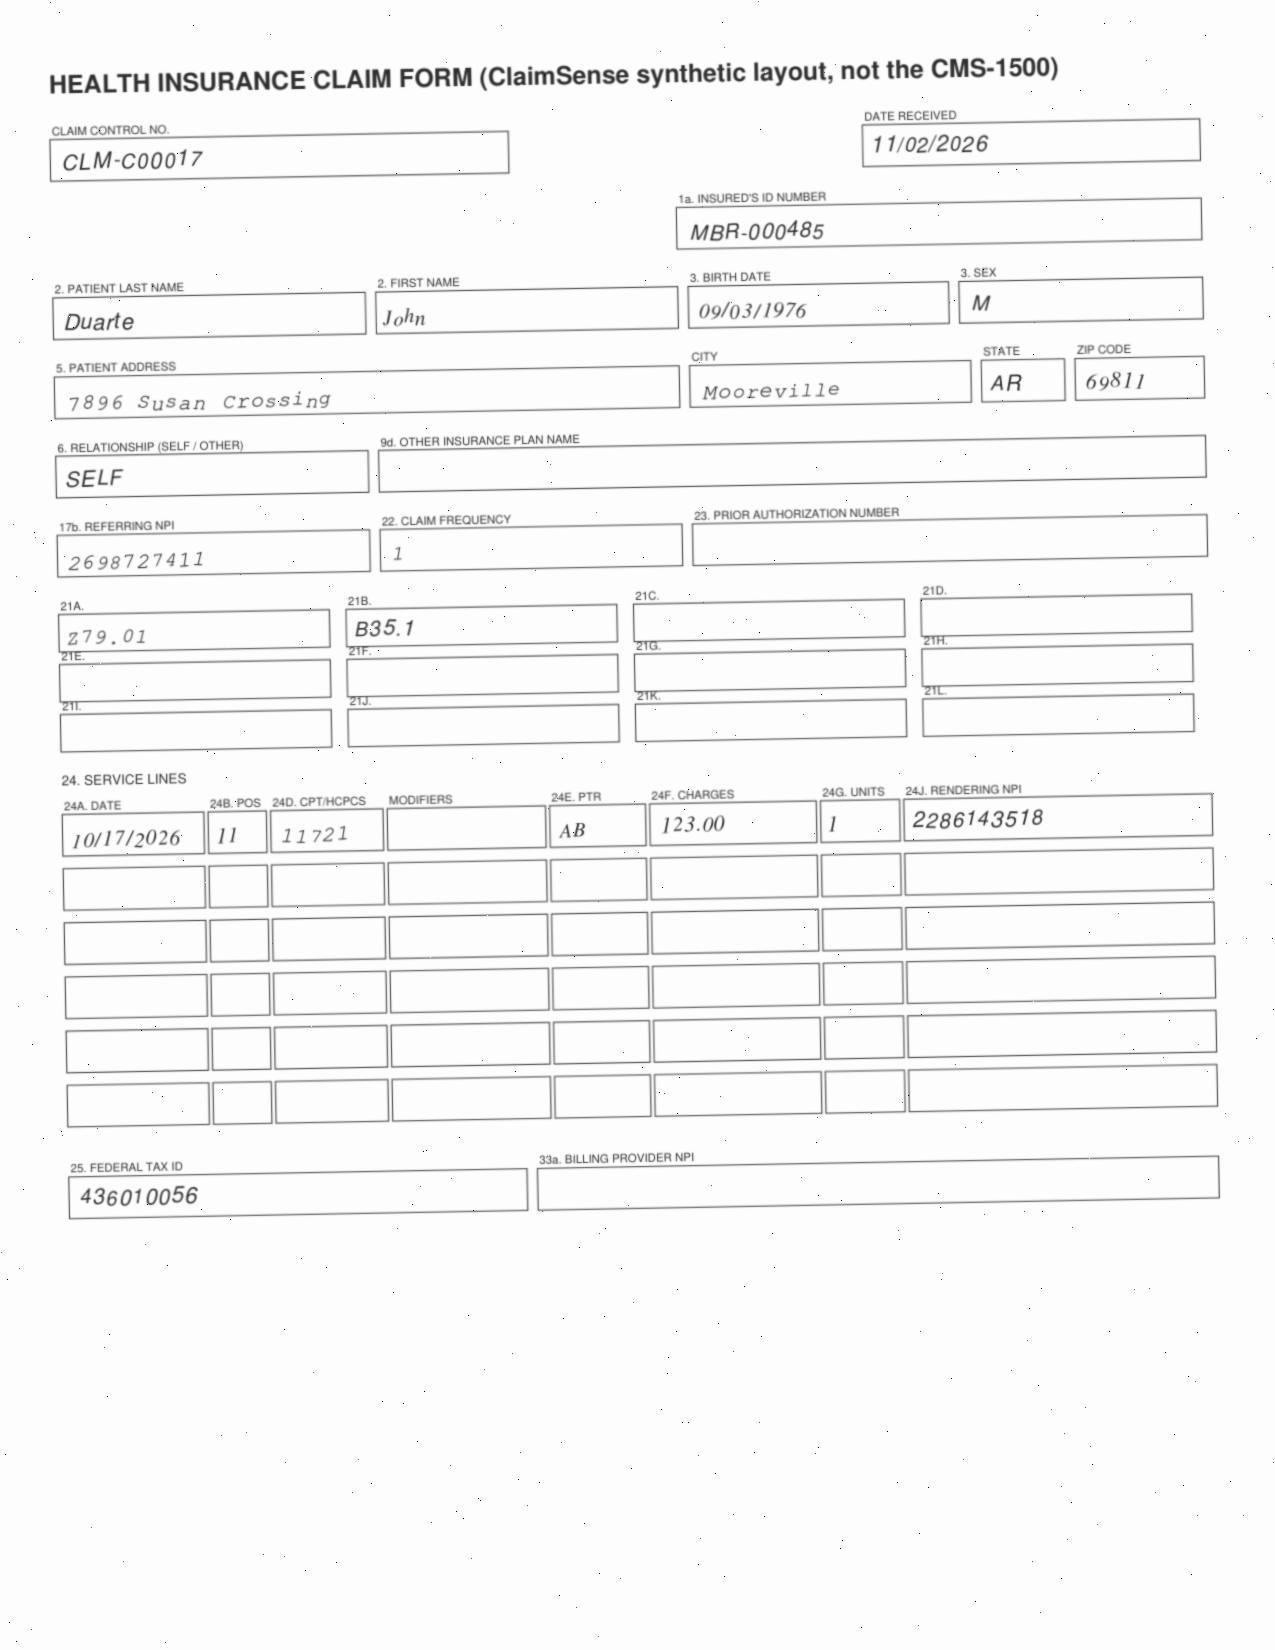 HEALTH INSURANCE CLAIM FORM (ClaimSense synthetic layout, not the CMS-1500)
CLAIM CONTROL NO. DATE RECEIVED
CLM-C00017 11/02/2026
1a. INSURED'S ID NUMBER
MBR-000485
2. PATIENT LAST NAME 2. FIRST NAME 3. BIRTH DATE 3. SEX
Duarte John 09/03/1976 M
5. PATIENT ADDRESS CITY STATE ZIP CODE
7896 Susan Crossing Mooreville AR 69811
6. RELATIONSHIP (SELF / OTHER) 9d. OTHER INSURANCE PLAN NAME
SELF
17b. REFERRING NPI 22. CLAIM FREQUENCY 23. PRIOR AUTHORIZATION NUMBER
2698727411 1
21A. 21B. 21C. 21D.
Z79.01 B35.1
21E. 21F. 21G. 21H.
21I. 21J. 21K. 21L.
24. SERVICE LINES
24A. DATE 24B. POS 24D. CPT/HCPCS MODIFIERS 24E. PTR 24F. CHARGES 24G. UNITS 24J. RENDERING NPI
10/17/2026 11 11721 AB 123.00 1 2286143518
25. FEDERAL TAX ID 33a. BILLING PROVIDER NPI
436010056